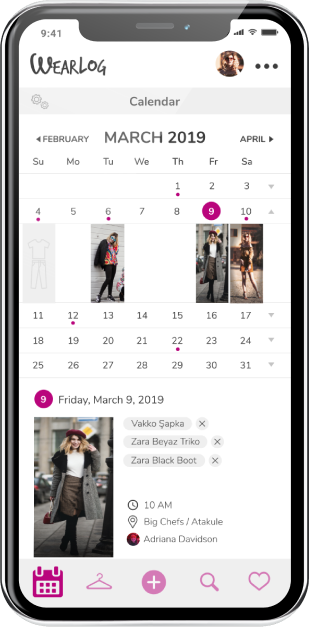 9:41
WEARLOG
Calendar
FEBRUARY MARCH 2019 APRIL
Su Mo Tu We Th Fr Sa
1 2 3
4 5 6 7 8 9 10
11 12 13 14 15 16 17
18 19 20 21 22 23 24
25 26 27 28 29 30 31
9 Friday, March 9, 2019
Vakko Şapka
Zara Beyaz Triko
Zara Black Boot
10 AM
Big Chefs / Atakule
Adriana Davidson